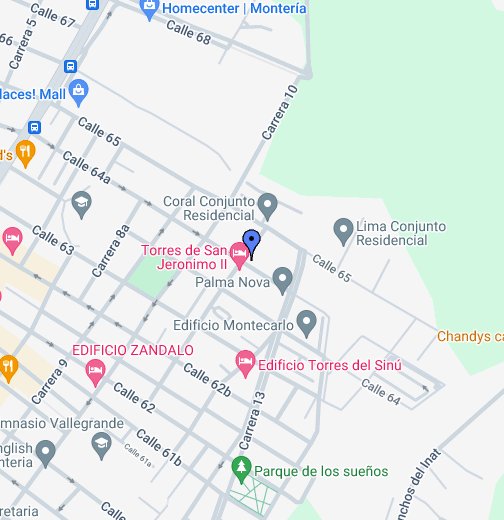 Calle 67
Carrera 5
66
Homecenter | Montería
Calle 68
laces! Mall
Carrera 10
Calle 65
d's
Calle 64a
Coral Conjunto
Residencial
Lima Conjunto
Residencial
Calle 63
Carrera 8a
Torres de San
Jeronimo II
Calle 65
Palma Nova
Edificio Montecarlo
Chandys ca
EDIFICIO ZANDALO
Edificio Torres del Sinú
Carrera 9
Calle 62b
Calle 64
Calle 62
Carrera 13
mnasio Vallegrande
Calle 61b
nglish
nteria
Calle 61a
Parque de los sueños
nchos del Inat
cretaria